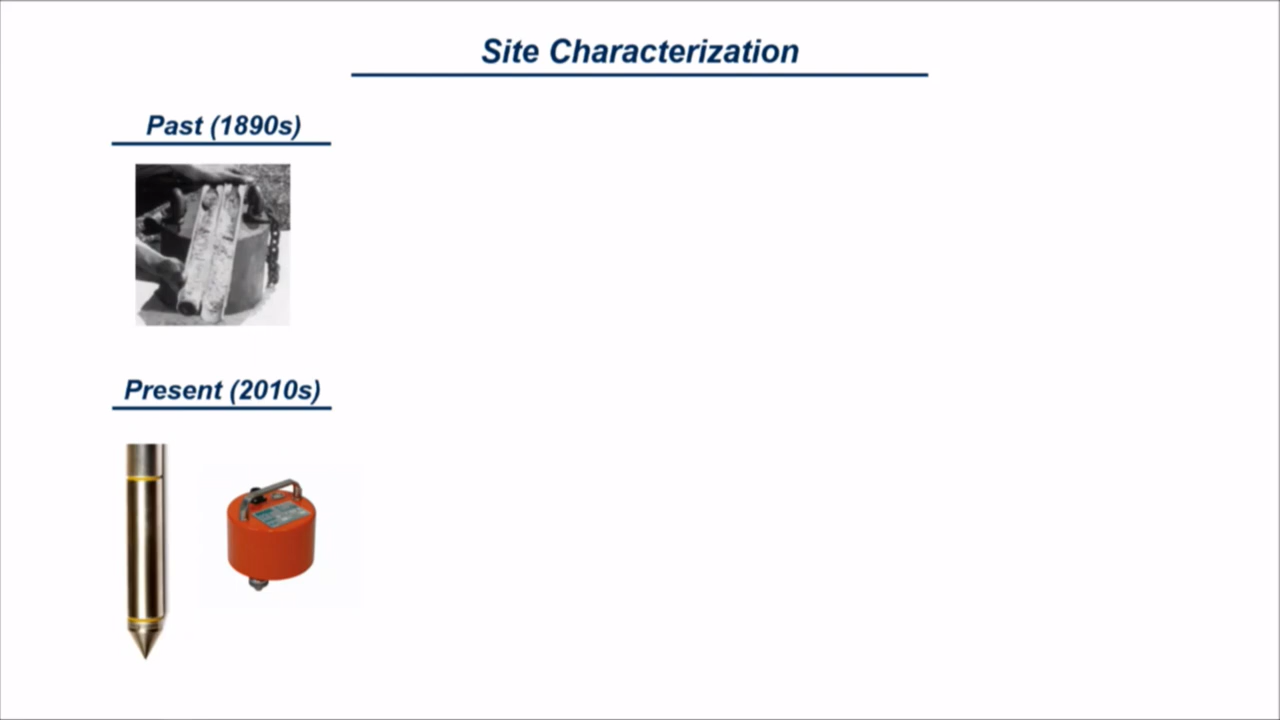 Site Characterization
Past (1890s)
Present (2010s)